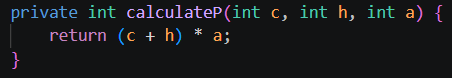 private int calculateP(int c, int h, int a) {
    return (c + h) * a;
}